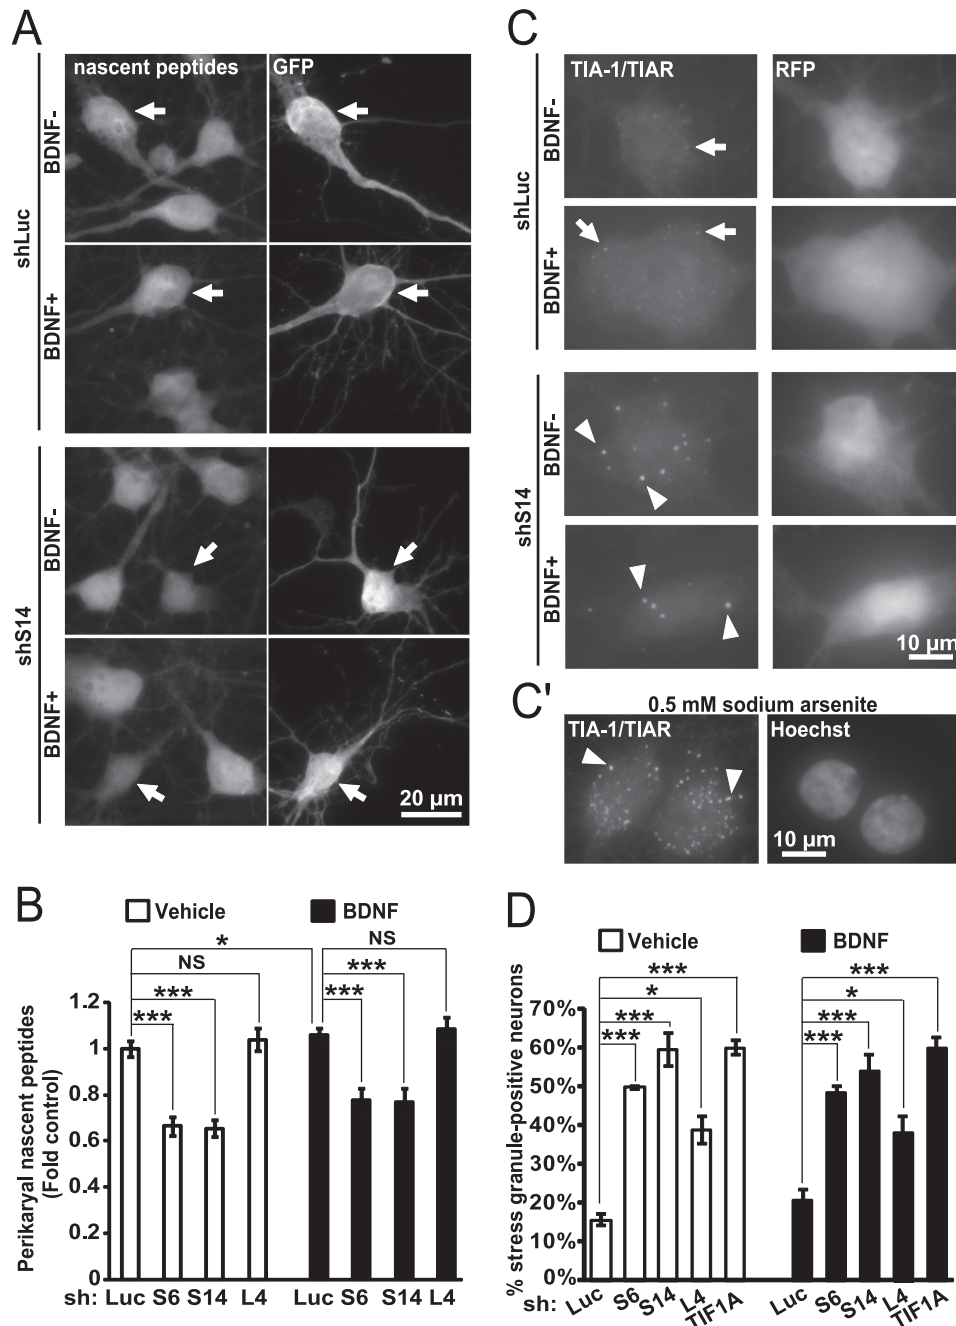 A
nascent peptides
GFP
shLuc
BDNF-
BDNF+
shS14
BDNF-
BDNF+
20 µm
C
TIA-1/TIAR
RFP
shLuc
BDNF-
BDNF+
shS14
BDNF-
BDNF+
10 µm
C'
0.5 mM sodium arsenite
TIA-1/TIAR
Hoechst
10 µm
B
Vehicle
BDNF
*
NS
NS
***
***
***
***
Perikaryal nascent peptides
(Fold control)
1.2
1
0.8
0.6
0.4
0.2
0
sh: Luc S6 S14 L4 Luc S6 S14 L4
D
Vehicle
BDNF
***
*
***
***
***
*
***
***
% stress granule-positive neurons
70%
60%
50%
40%
30%
20%
10%
0%
sh: Luc S6 S14 L4 TIF1A Luc S6 S14 L4 TIF1A